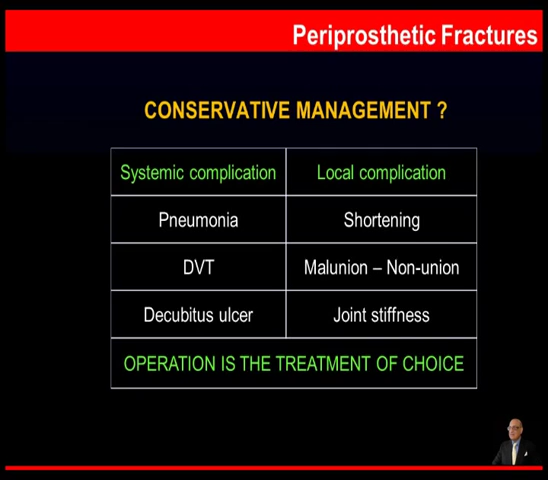 Periprosthetic Fractures
CONSERVATIVE MANAGEMENT ?
Systemic complication Local complication
Pneumonia Shortening
DVT Malunion – Non-union
Decubitus ulcer Joint stiffness
OPERATION IS THE TREATMENT OF CHOICE